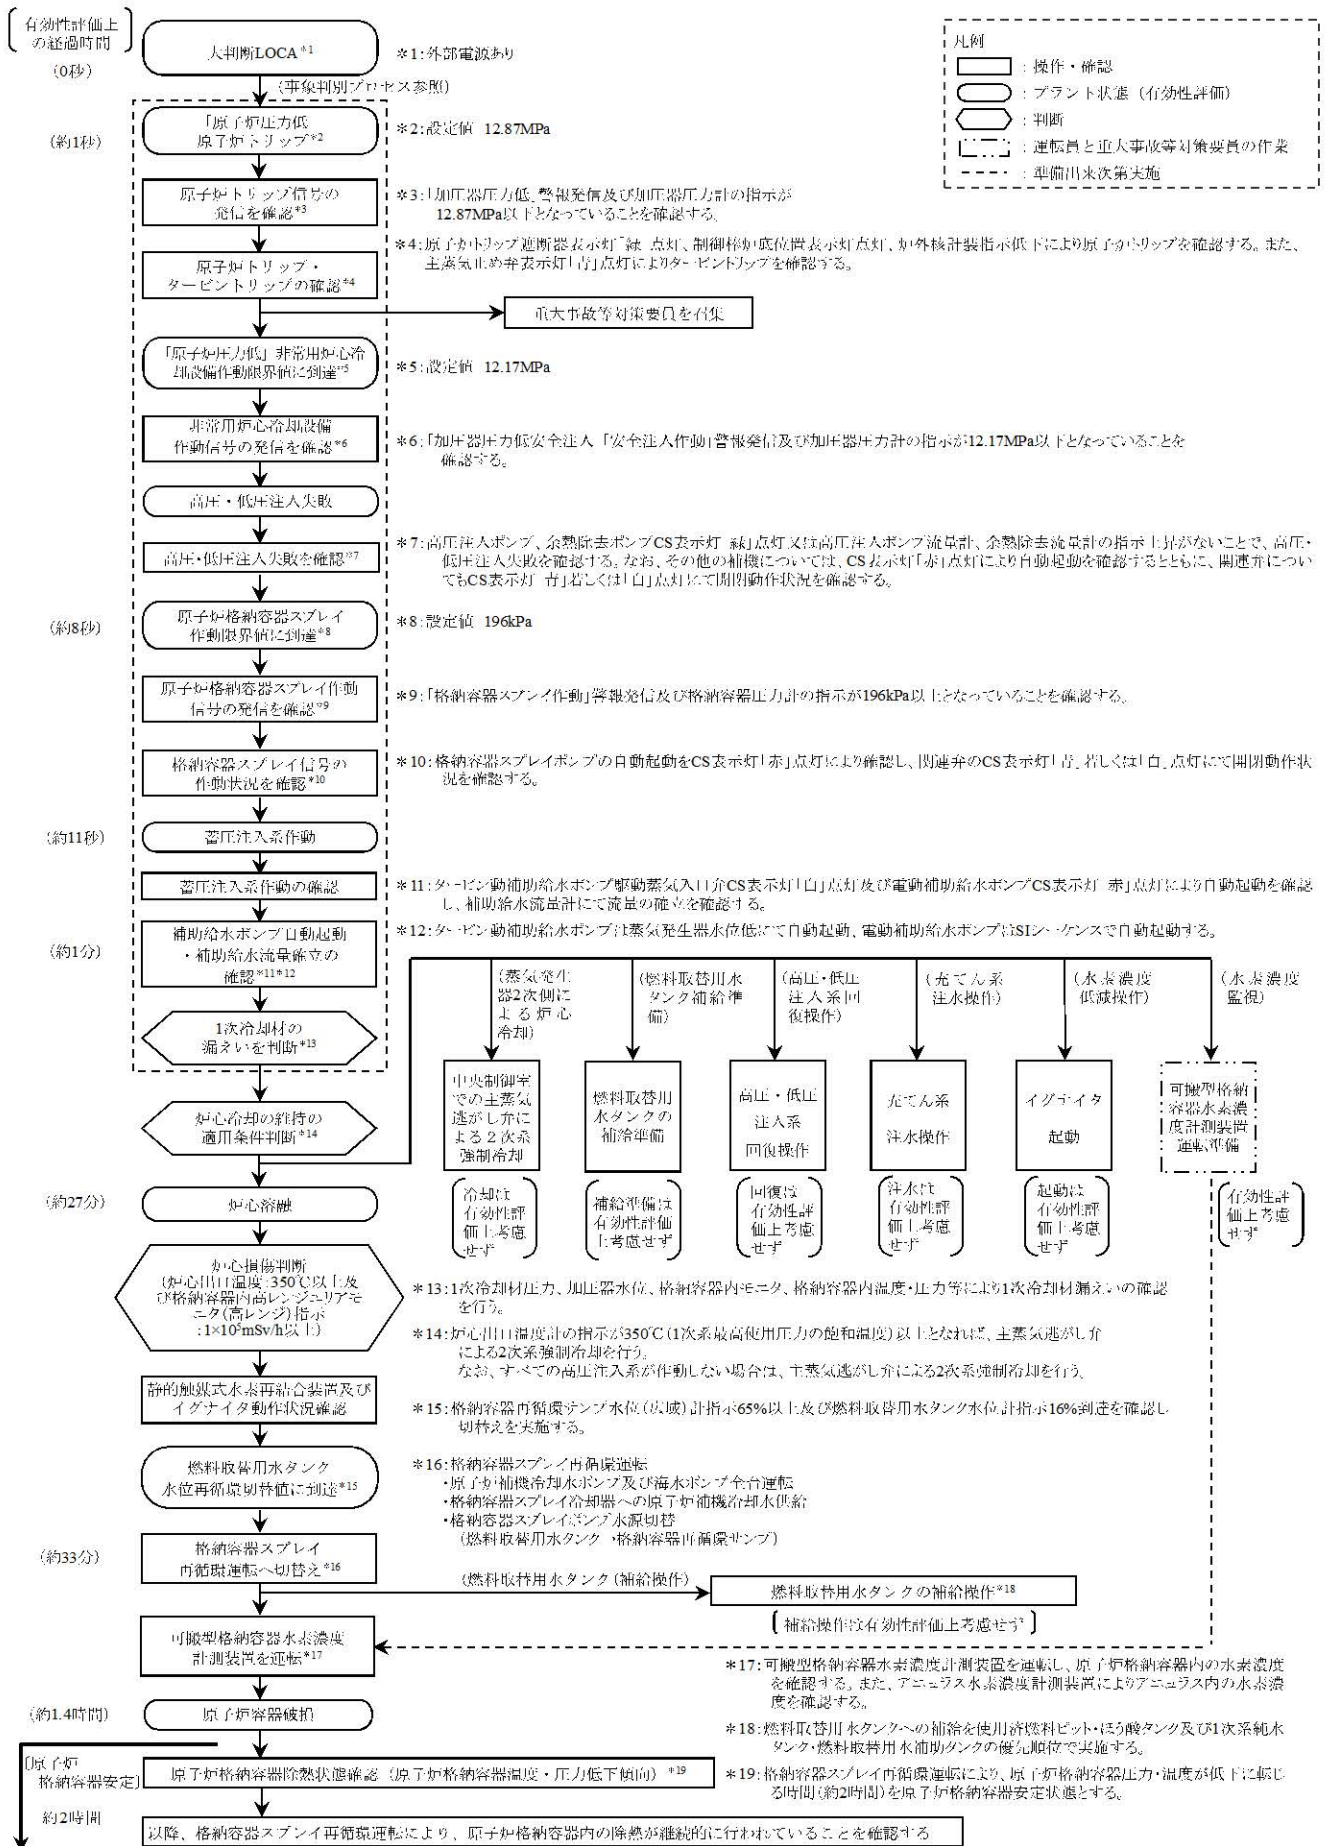 有効性評価上
の経過時間
(0秒)
大判断LOCA*1
*1:外部電源あり
(事象判別プロセス参照)
凡例
:操作・確認
:プラント状態(有効性評価)
:判断
:運転員と重大事故等対策要員の作業
:準備出来次第実施
(約1秒)
「原子炉圧力低
原子炉トリップ*2
*2:設定値 12.87MPa
原子炉トリップ信号の
発信を確認*3
*3:「加圧器圧力低」警報発信及び加圧器圧力計の指示が
12.87MPa以下となっていることを確認する。
原子炉トリップ・
タービントリップの確認*4
*4:原子炉トリップ遮断器表示灯「緑」点灯、制御棒炉底位置表示灯点灯、炉外核計装指示低下により原子炉トリップを確認する。また、
主蒸気止め弁表示灯「青」点灯によりタービントリップを確認する。
重大事故等対策要員を召集
「原子炉圧力低」非常用炉心冷
却設備作動限界値に到達*5
*5:設定値 12.17MPa
非常用炉心冷却設備
作動信号の発信を確認*6
*6:「加圧器圧力低安全注入」「安全注入作動」警報発信及び加圧器圧力計の指示が12.17MPa以下となっていることを
確認する。
高圧・低圧注入失敗
高圧・低圧注入失敗を確認*7
*7:高圧注入ポンプ、余熱除去ポンプCS表示灯「緑」点灯又は高圧注入ポンプ流量計、余熱除去流量計の指示上昇がないことで、高圧・
低圧注入失敗を確認する。なお、その他の補機については、CS表示灯「赤」点灯により自動起動を確認するとともに、関連弁につい
てもCS表示灯「青」若しくは「白」点灯にて開閉動作状況を確認する。
(約8秒)
原子炉格納容器スプレイ
作動限界値に到達*8
*8:設定値 196kPa
原子炉格納容器スプレイ作動
信号の発信を確認*9
*9:「格納容器スプレイ作動」警報発信及び格納容器圧力計の指示が196kPa以上となっていることを確認する。
格納容器スプレイ信号の
作動状況を確認*10
*10:格納容器スプレイポンプの自動起動をCS表示灯「赤」点灯により確認し、関連弁のCS表示灯「青」若しくは「白」点灯にて開閉動作状
況を確認する。
(約11秒)
蓄圧注入系作動
蓄圧注入系作動の確認
*11:タービン動補助給水ポンプ駆動蒸気入口弁CS表示灯「白」点灯及び電動補助給水ポンプCS表示灯「赤」点灯により自動起動を確認
し、補助給水流量計にて流量の確立を確認する。
(約1分)
補助給水ポンプ自動起動
・補助給水流量確立の
確認*11*12
*12:タービン動補助給水ポンプは蒸気発生器水位低にて自動起動、電動補助給水ポンプはSIシーケンスで自動起動する。
1次冷却材の
漏えいを判断*13
(蒸気発生
器2次側に
よる炉心
冷却)
(燃料取替用水
タンク補給準
備)
(高圧・低圧
注入系回
復操作)
(充てん系
注水操作)
(水素濃度
低減操作)
(水素濃度
監視)
中央制御室
での主蒸気
逃がし弁に
よる2次系
強制冷却
燃料取替用
水タンクの
補給準備
高圧・低圧
注入系
回復操作
充てん系
注水操作
イグナイタ
起動
可搬型格納
容器水素濃
度計測装置
運転準備
冷却は
有効性評
価上考慮
せず
補給準備は
有効性評価
上考慮せず
回復は
有効性評
価上考慮
せず
注水は
有効性評
価上考慮
せず
起動は
有効性評
価上考慮
せず
有効性評
価上考慮
せず
炉心冷却の維持の
適用条件判断*14
(約27分)
炉心溶融
炉心損傷判断
(炉心出口温度:350℃以上及
び格納容器内高レンジエリアモ
ニタ(高レンジ)指示
:1×10⁵mSv/h以上)
*13:1次冷却材圧力、加圧器水位、格納容器内モニタ、格納容器内温度・圧力等により1次冷却材漏えいの確認
を行う。
*14:炉心出口温度計の指示が350℃(1次系最高使用圧力の飽和温度)以上となれば、主蒸気逃がし弁
による2次系強制冷却を行う。
なお、すべての高圧注入系が作動しない場合は、主蒸気逃がし弁による2次系強制冷却を行う。
静的触媒式水素再結合装置及び
イグナイタ動作状況確認
*15:格納容器再循環サンプ水位(広域)計指示65%以上及び燃料取替用水タンク水位計指示16%到達を確認し
切替えを実施する。
燃料取替用水タンク
水位再循環切替値に到達*15
*16:格納容器スプレイ再循環運転
・原子炉補機冷却水ポンプ及び海水ポンプ全台運転
・格納容器スプレイ冷却器への原子炉補機冷却水供給
・格納容器スプレイポンプ水源切替
(燃料取替用水タンク→格納容器再循環サンプ)
(約33分)
格納容器スプレイ
再循環運転へ切替え*16
(燃料取替用水タンク(補給操作)
燃料取替用水タンクの補給操作*18
補給操作は有効性評価上考慮せず
可搬型格納容器水素濃度
計測装置を運転*17
*17:可搬型格納容器水素濃度計測装置を運転し、原子炉格納容器内の水素濃度
を確認する。また、アニュラス水素濃度計測装置によりアニュラス内の水素濃
度を確認する。
(約1.4時間)
原子炉容器破損
*18:燃料取替用水タンクへの補給を使用済燃料ピット・ほう酸タンク及び1次系純水
タンク・燃料取替用水補助タンクの優先順位で実施する。
〔原子炉
格納容器安定〕
原子炉格納容器除熱状態確認(原子炉格納容器温度・圧力低下傾向)*19
*19:格納容器スプレイ再循環運転により、原子炉格納容器圧力・温度が低下に転じ
る時間(約2時間)を原子炉格納容器安定状態とする。
約2時間
以降、格納容器スプレイ再循環運転により、原子炉格納容器内の除熱が継続的に行われていることを確認する